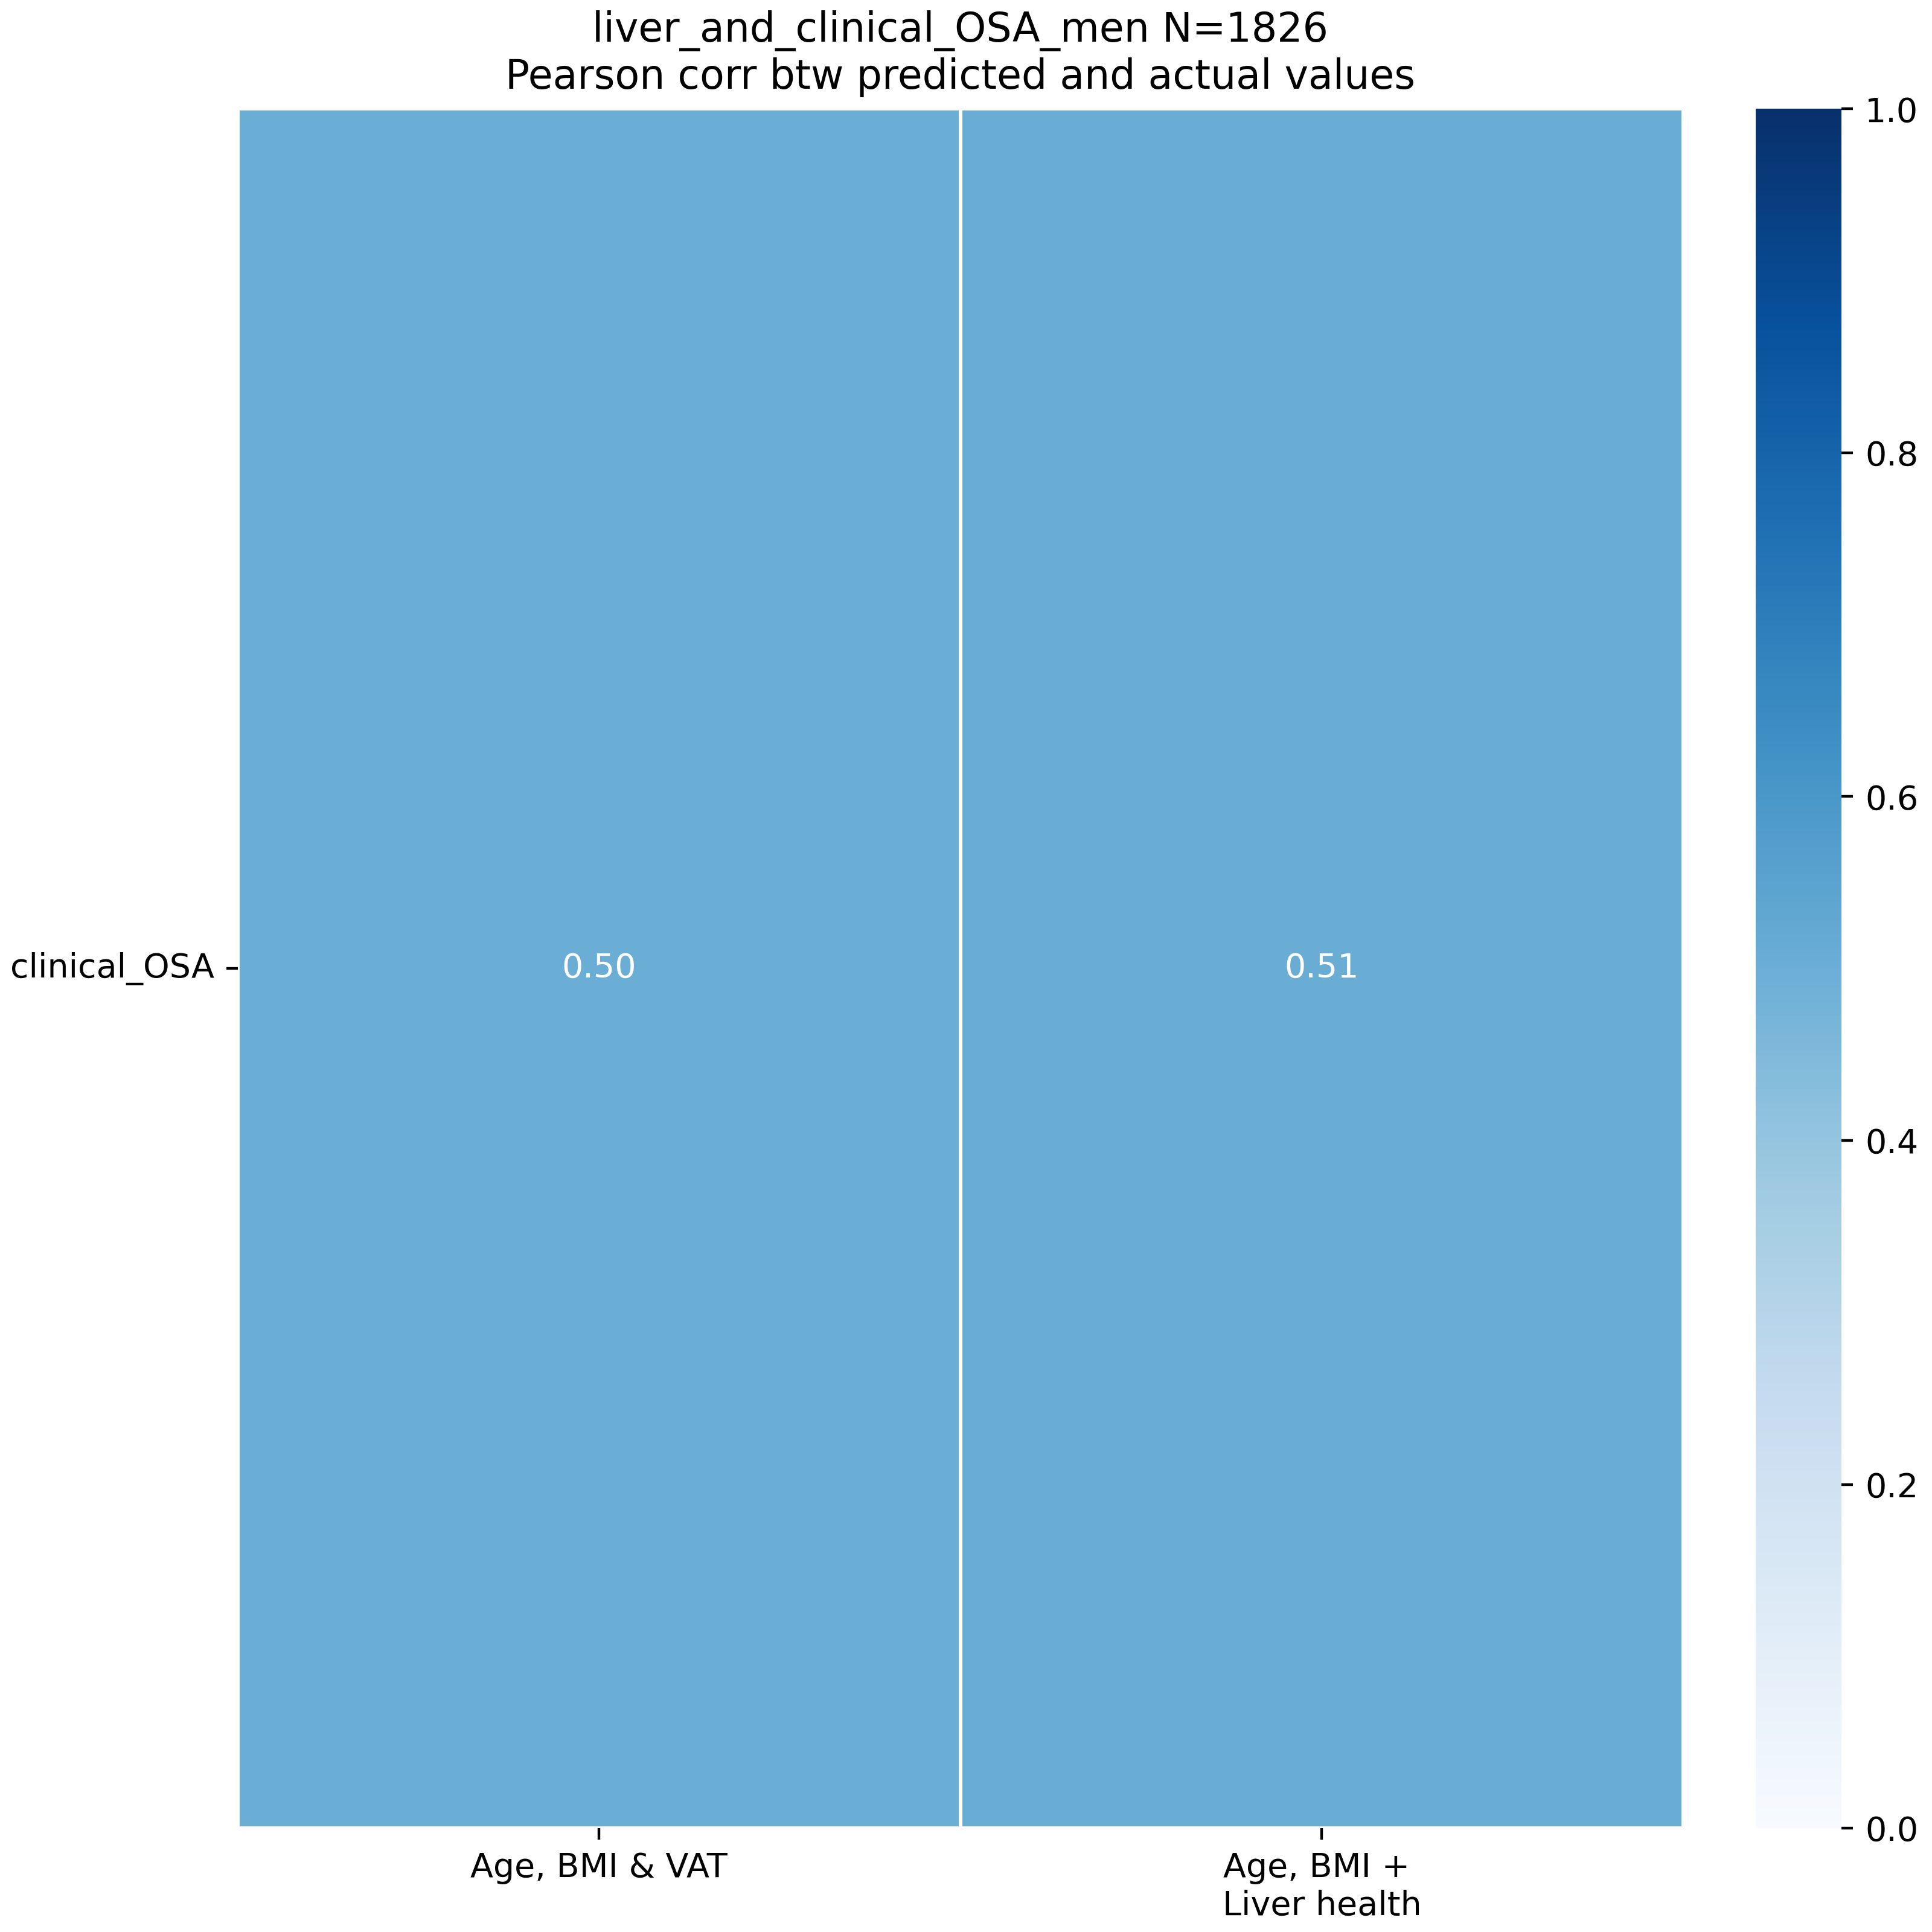 liver_and_clinical_OSA_men N=1826
Pearson corr btw predicted and actual values
clinical_OSA
0.50
0.51
Age, BMI & VAT
Age, BMI +
Liver health
1.0
0.8
0.6
0.4
0.2
0.0